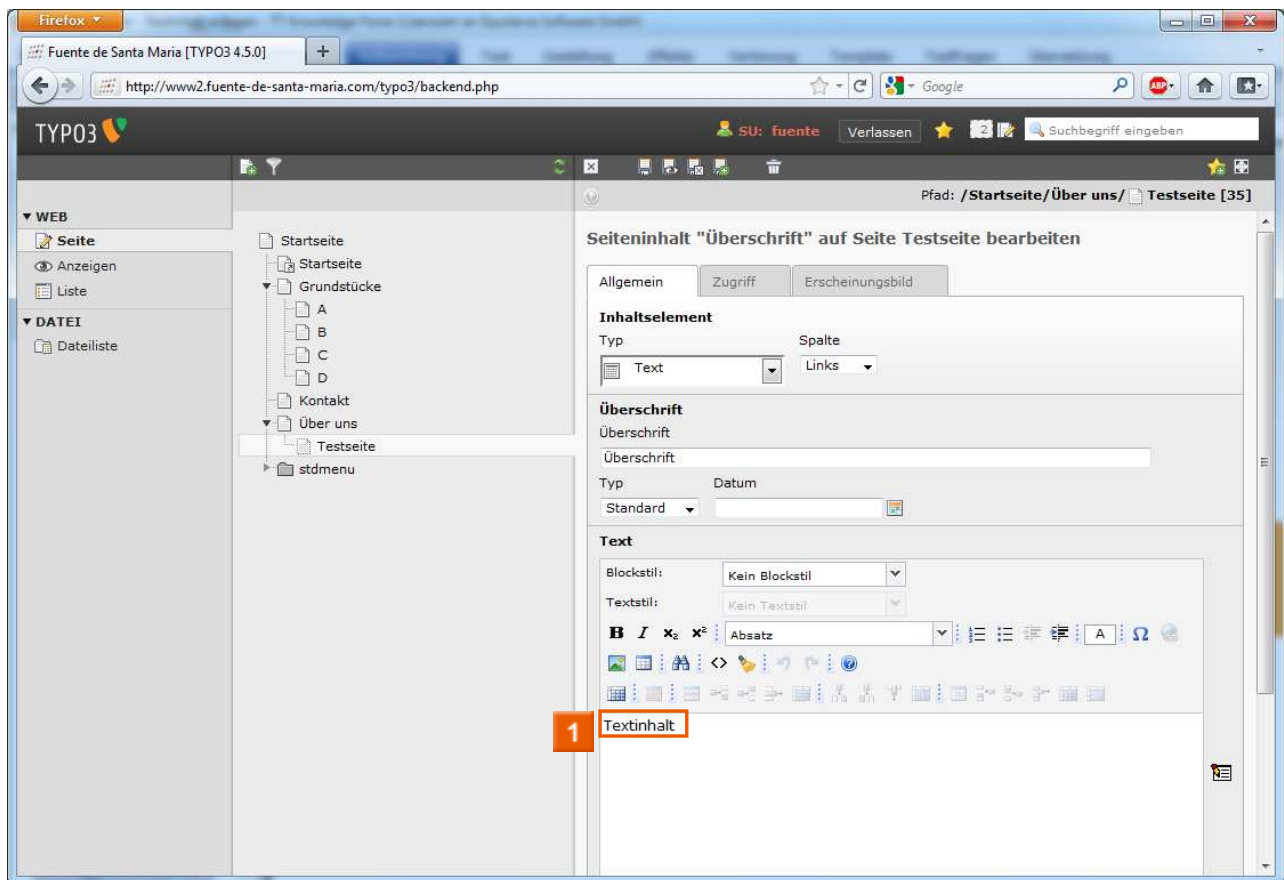 Firefox
Fuente de Santa Maria [TYPO3 4.5.0]
http://www2.fuente-de-santa-maria.com/typo3/backend.php
Google
ABP
TYPO3
SU: fuente
Verlassen
2
Suchbegriff eingeben
Pfad: /Startseite/Über uns/ Testseite [35]
WEB
Seite
Anzeigen
Liste
DATEI
Dateiliste
Startseite
Startseite
Grundstücke
A
B
C
D
Kontakt
Über uns
Testseite
stdmenu
Seiteninhalt "Überschrift" auf Seite Testseite bearbeiten
Allgemein Zugriff Erscheinungsbild
Inhaltselement
Typ Spalte
Text Links
Überschrift
Überschrift
Überschrift
Typ Datum
Standard
Text
Blockstil: Kein Blockstil
Textstil: Kein Textstil
B I x₂ x² Absatz A Ω
1 Textinhalt